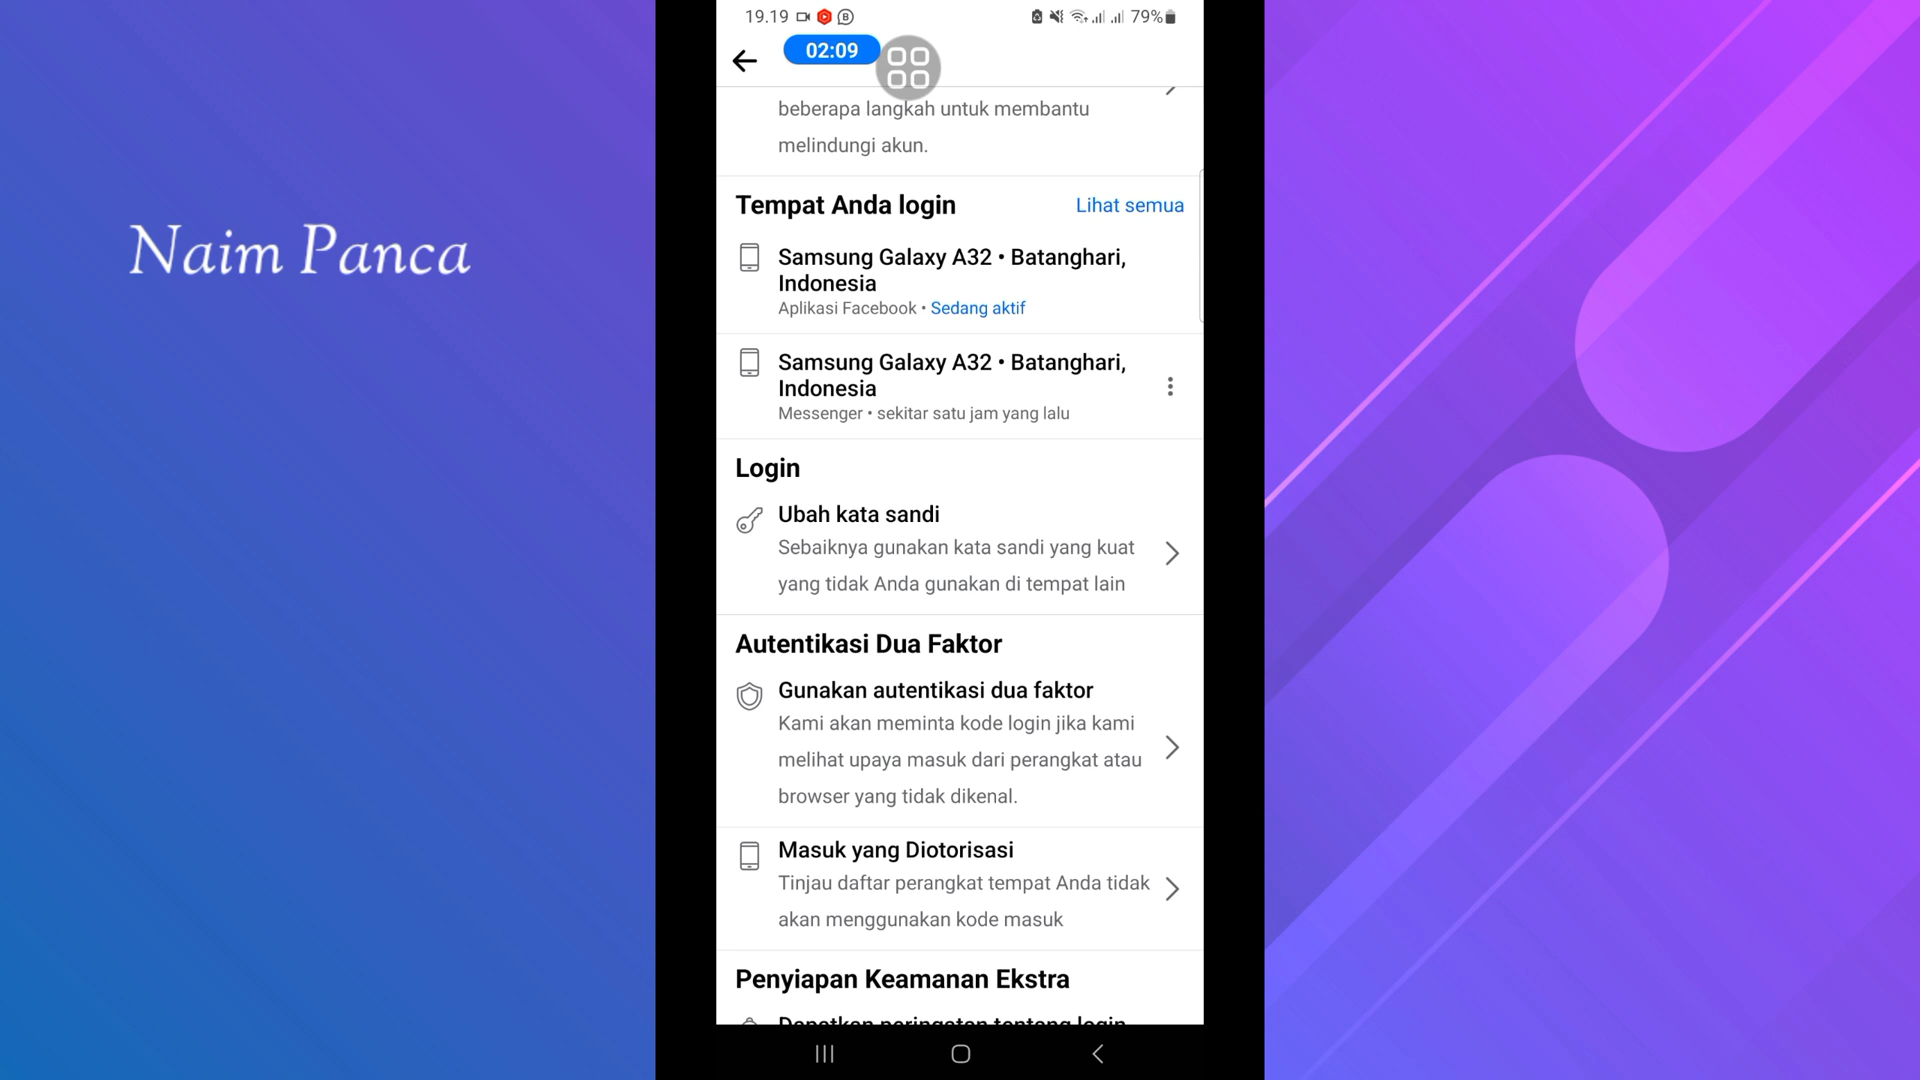 Naim Panca
19.19
79%
02:09
beberapa langkah untuk membantu
melindungi akun.
Tempat Anda login
Lihat semua
Samsung Galaxy A32 • Batanghari,
Indonesia
Aplikasi Facebook • Sedang aktif
Samsung Galaxy A32 • Batanghari,
Indonesia
Messenger • sekitar satu jam yang lalu
Login
Ubah kata sandi
Sebaiknya gunakan kata sandi yang kuat
yang tidak Anda gunakan di tempat lain
Autentikasi Dua Faktor
Gunakan autentikasi dua faktor
Kami akan meminta kode login jika kami
melihat upaya masuk dari perangkat atau
browser yang tidak dikenal.
Masuk yang Diotorisasi
Tinjau daftar perangkat tempat Anda tidak
akan menggunakan kode masuk
Penyiapan Keamanan Ekstra
Dapatkan peringatan tentang login